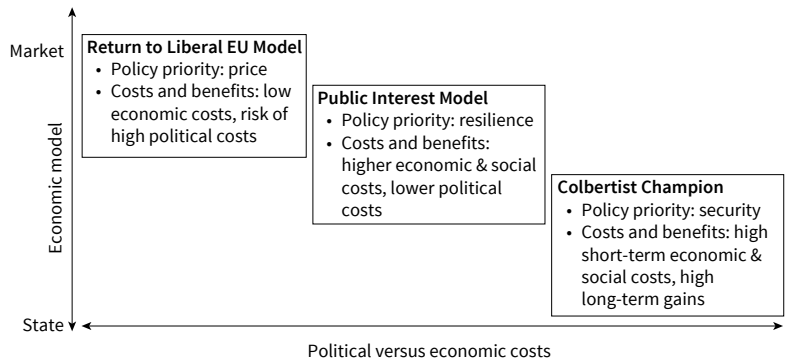 Market
Return to Liberal EU Model
• Policy priority: price
• Costs and benefits: low
economic costs, risk of
high political costs
Public Interest Model
• Policy priority: resilience
• Costs and benefits:
higher economic & social
costs, lower political
costs
Colbertist Champion
• Policy priority: security
• Costs and benefits: high
short-term economic &
social costs, high
long-term gains
Economic model
State
Political versus economic costs